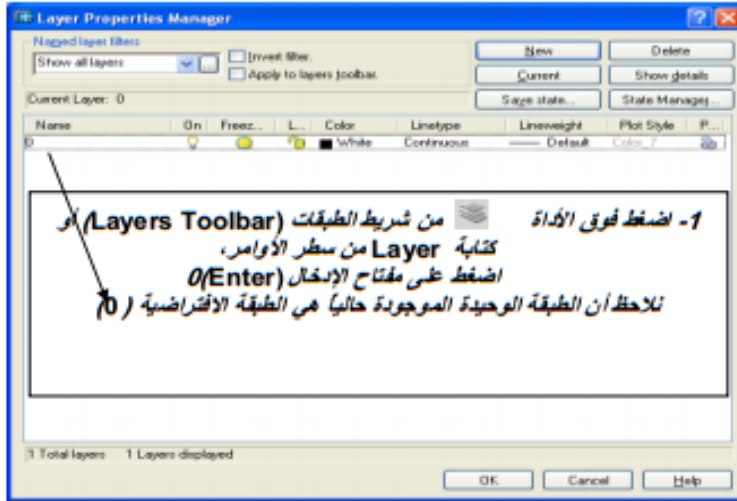 Layer Properties Manager
Named layer filters
Show all layers
...
Invert filter.
Apply to layers toolbar.
New
Delete
Current
Show details
Save state...
State Manager...
Current Layer: 0
Name On Freez... L... Color Linetype Lineweight Plot Style P...
0 White Continuous Default Color_7
1- اضغط فوق الأداة من شريط الطبقات (Layers Toolbar) أو
كتابة Layer من سطر الأوامر،
اضغط على مفتاح الإدخال (Enter)0
نلاحظ أن الطبقة الوحيدة الموجودة حالياً هي الطبقة الافتراضية (0)
1 Total layers 1 Layers displayed
OK Cancel Help